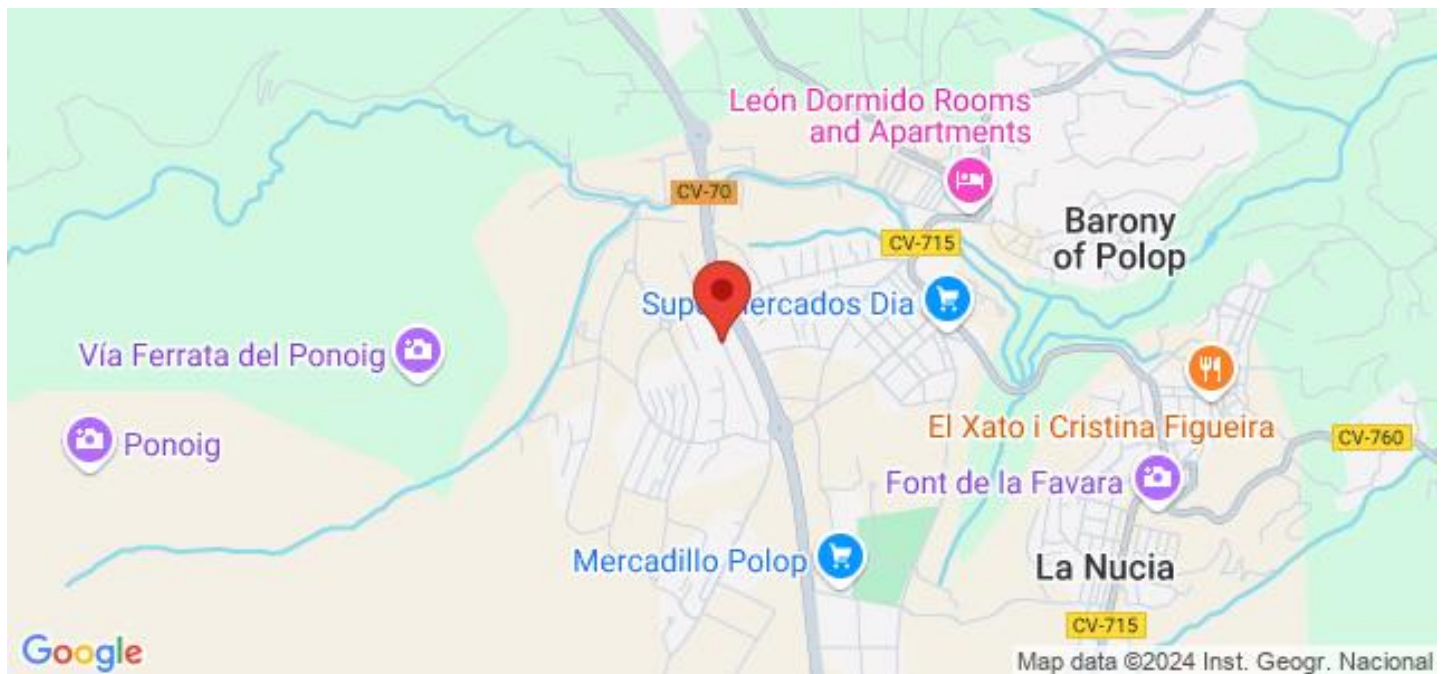 León Dormido Rooms
and Apartments
CV-70
Barony
of Polop
CV-715
Supermercados Dia
Vía Ferrata del Ponoig
El Xato i Cristina Figueira
CV-760
Ponoig
Font de la Favara
Mercadillo Polop
La Nucia
CV-715
Google
Map data ©2024 Inst. Geogr. Nacional